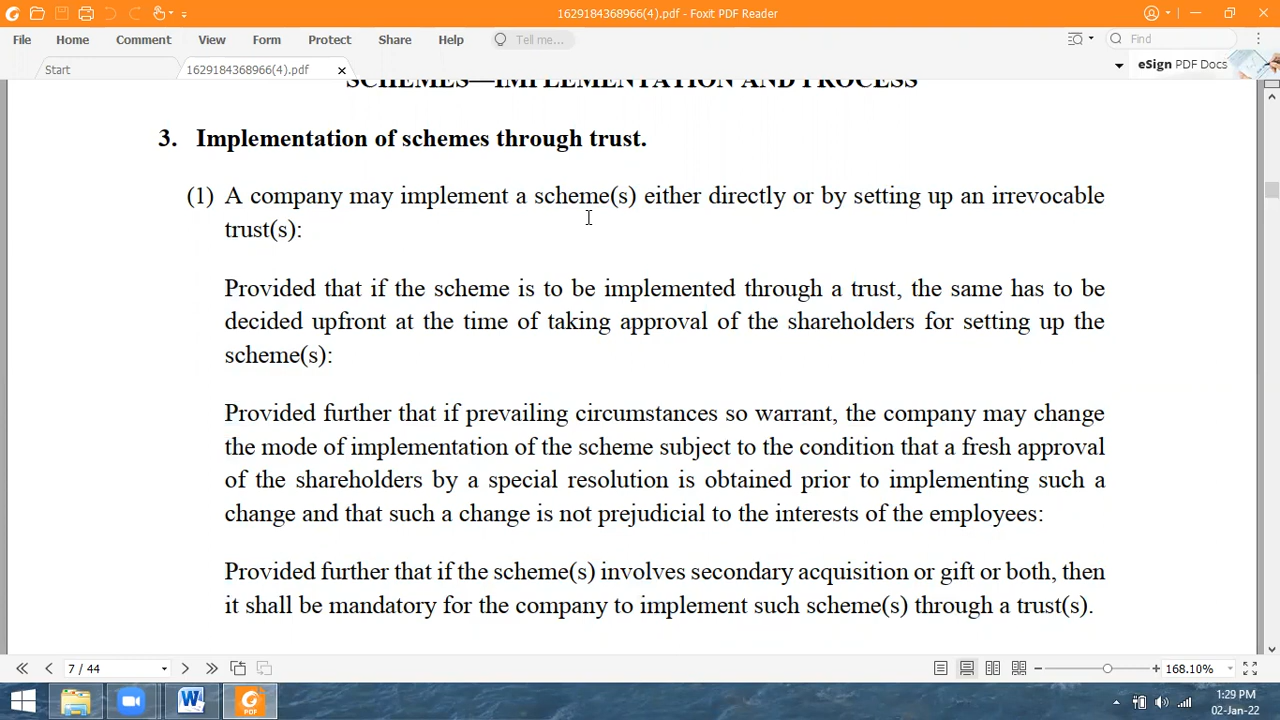 1629184368966(4).pdf - Foxit PDF Reader
File Home Comment View Form Protect Share Help Tell me... Find
Start 1629184368966(4).pdf eSign PDF Docs
SCHEMES—IMPLEMENTATION AND PROCESS
3. Implementation of schemes through trust.
(1) A company may implement a scheme(s) either directly or by setting up an irrevocable
trust(s):
Provided that if the scheme is to be implemented through a trust, the same has to be
decided upfront at the time of taking approval of the shareholders for setting up the
scheme(s):
Provided further that if prevailing circumstances so warrant, the company may change
the mode of implementation of the scheme subject to the condition that a fresh approval
of the shareholders by a special resolution is obtained prior to implementing such a
change and that such a change is not prejudicial to the interests of the employees:
Provided further that if the scheme(s) involves secondary acquisition or gift or both, then
it shall be mandatory for the company to implement such scheme(s) through a trust(s).
7 / 44 168.10%
1:29 PM
02-Jan-22